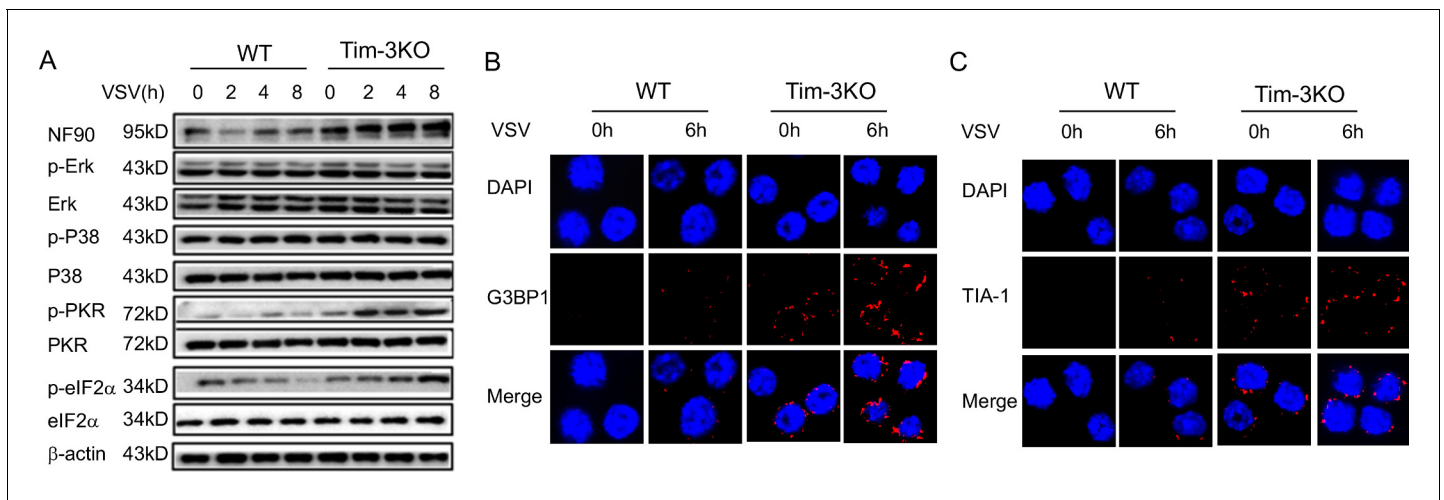 A
WT
Tim-3KO
VSV(h)
0 2 4 8 0 2 4 8
NF90 95kD
p-Erk 43kD
Erk 43kD
p-P38 43kD
P38 43kD
p-PKR 72kD
PKR 72kD
p-eIF2α 34kD
eIF2α 34kD
β-actin 43kD
B
WT
Tim-3KO
VSV 0h 6h 0h 6h
DAPI
G3BP1
Merge
C
WT
Tim-3KO
VSV 0h 6h 0h 6h
DAPI
TIA-1
Merge